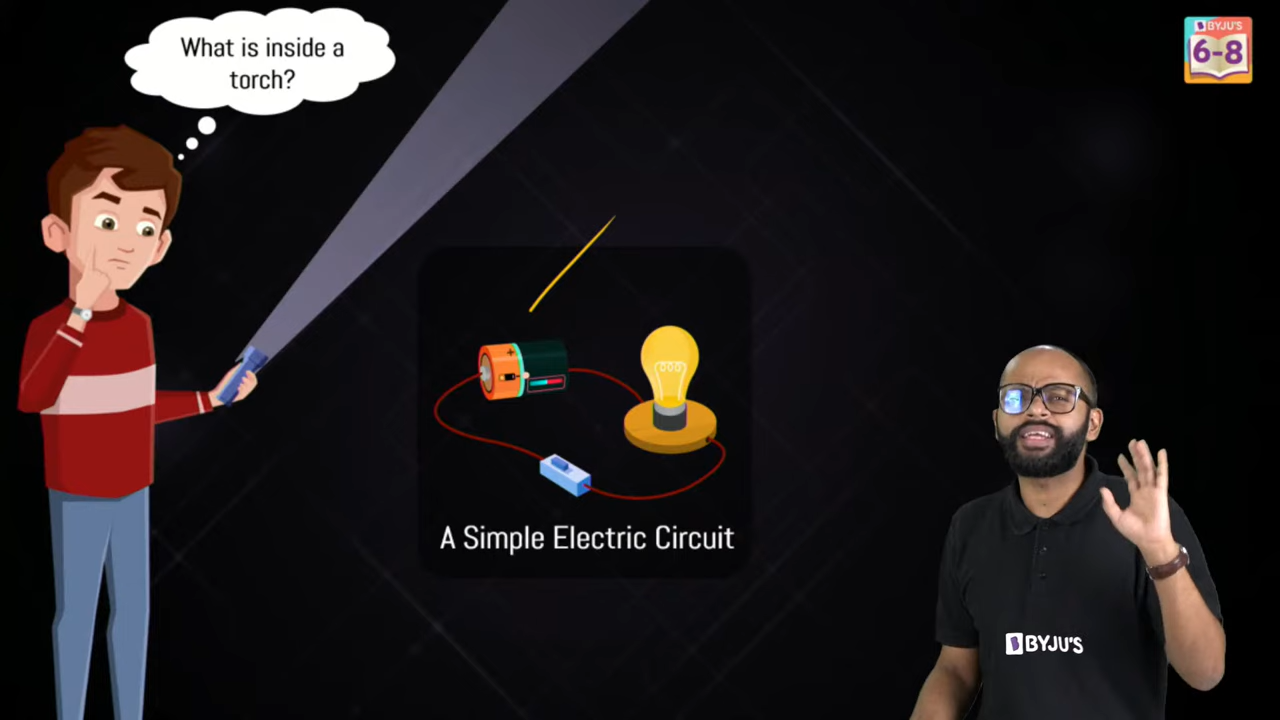 What is inside a
torch?
BYJU'S
6-8
+
A Simple Electric Circuit
BYJU'S